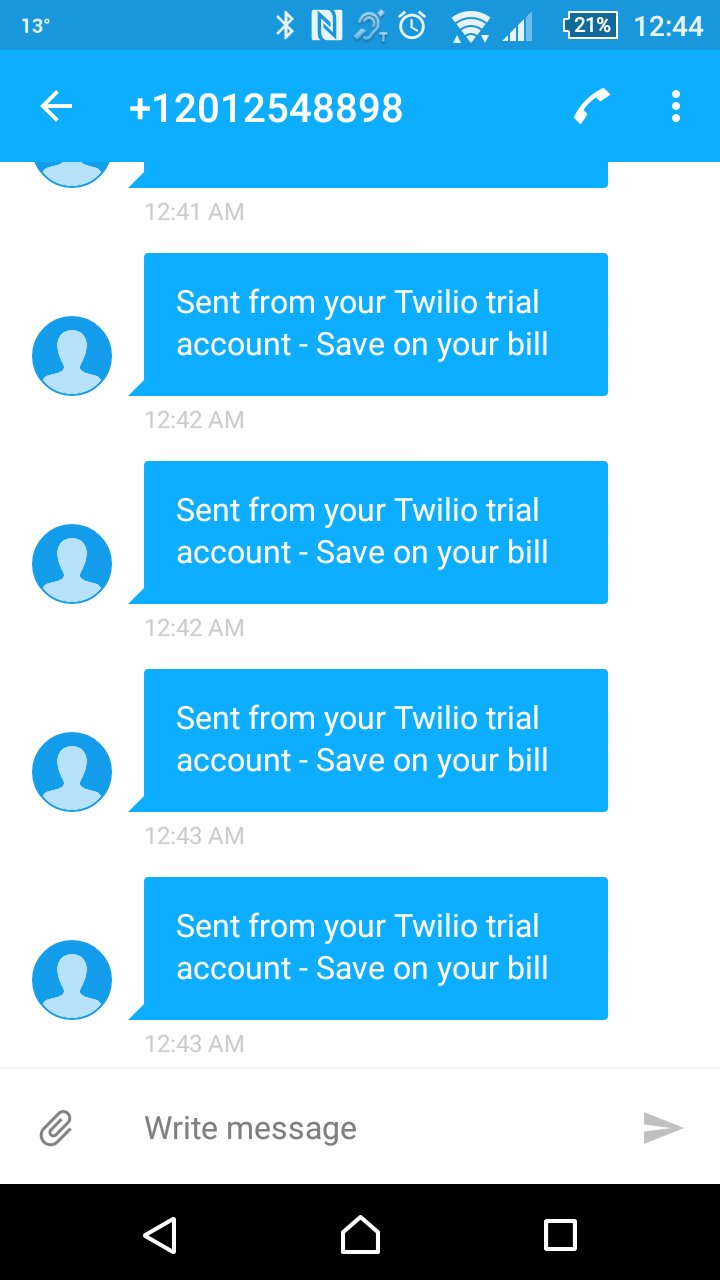 13°
21%
12:44
+12012548898
12:41 AM
Sent from your Twilio trial
account - Save on your bill
12:42 AM
Sent from your Twilio trial
account - Save on your bill
12:42 AM
Sent from your Twilio trial
account - Save on your bill
12:43 AM
Sent from your Twilio trial
account - Save on your bill
12:43 AM
Write message